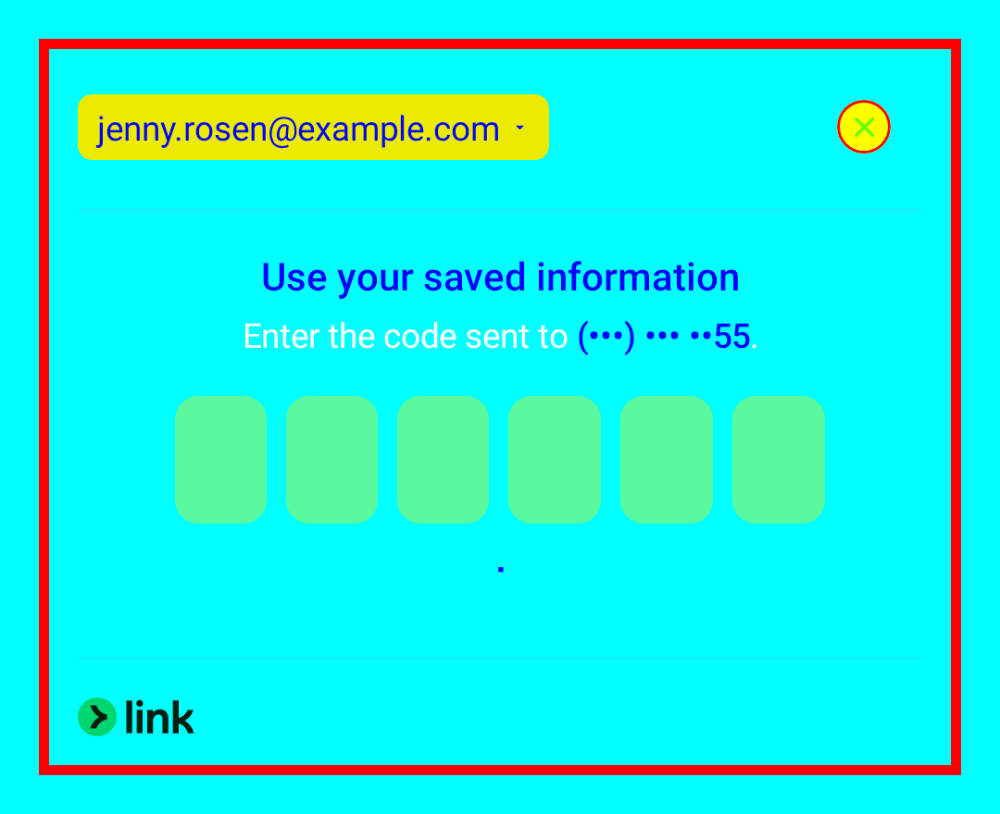 jenny.rosen@example.com
Use your saved information
Enter the code sent to (•••) ••• ••55.
link